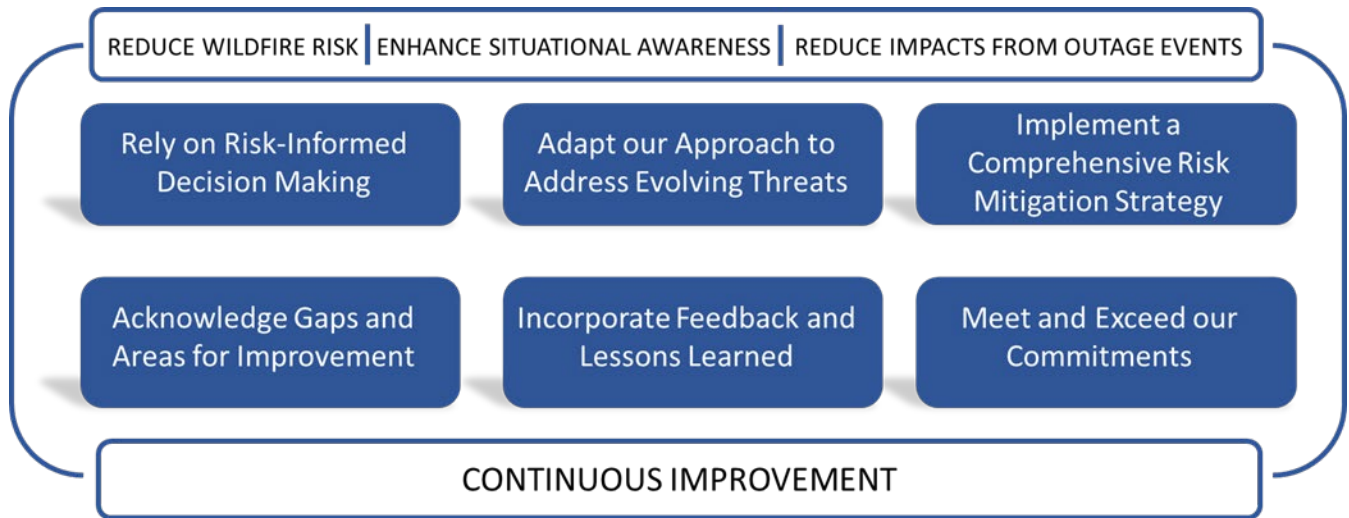 REDUCE WILDFIRE RISK | ENHANCE SITUATIONAL AWARENESS | REDUCE IMPACTS FROM OUTAGE EVENTS
Rely on Risk-Informed
Decision Making
Adapt our Approach to
Address Evolving Threats
Implement a
Comprehensive Risk
Mitigation Strategy
Acknowledge Gaps and
Areas for Improvement
Incorporate Feedback and
Lessons Learned
Meet and Exceed our
Commitments
CONTINUOUS IMPROVEMENT